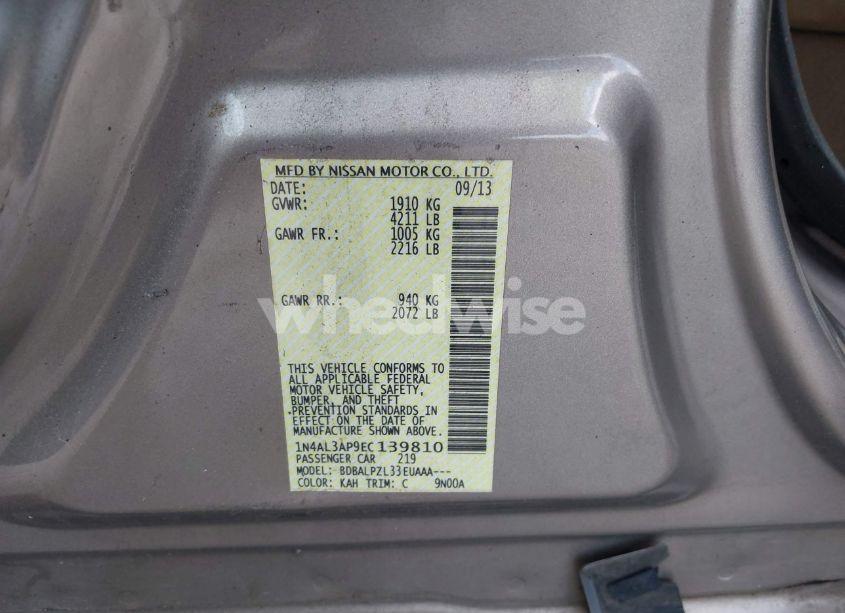 MFD BY NISSAN MOTOR CO., LTD.
DATE: 09/13
GVWR: 1910 KG
4211 LB
GAWR FR.: 1005 KG
2216 LB
GAWR RR.: 940 KG
2072 LB
wheelwise
THIS VEHICLE CONFORMS TO
ALL APPLICABLE FEDERAL
MOTOR VEHICLE SAFETY,
BUMPER, AND THEFT
PREVENTION STANDARDS IN
EFFECT ON THE DATE OF
MANUFACTURE SHOWN ABOVE.
1N4AL3AP9EC139810
PASSENGER CAR 219
MODEL: BDBALPZL33EUAAA---
COLOR: KAH TRIM: C 9N00A